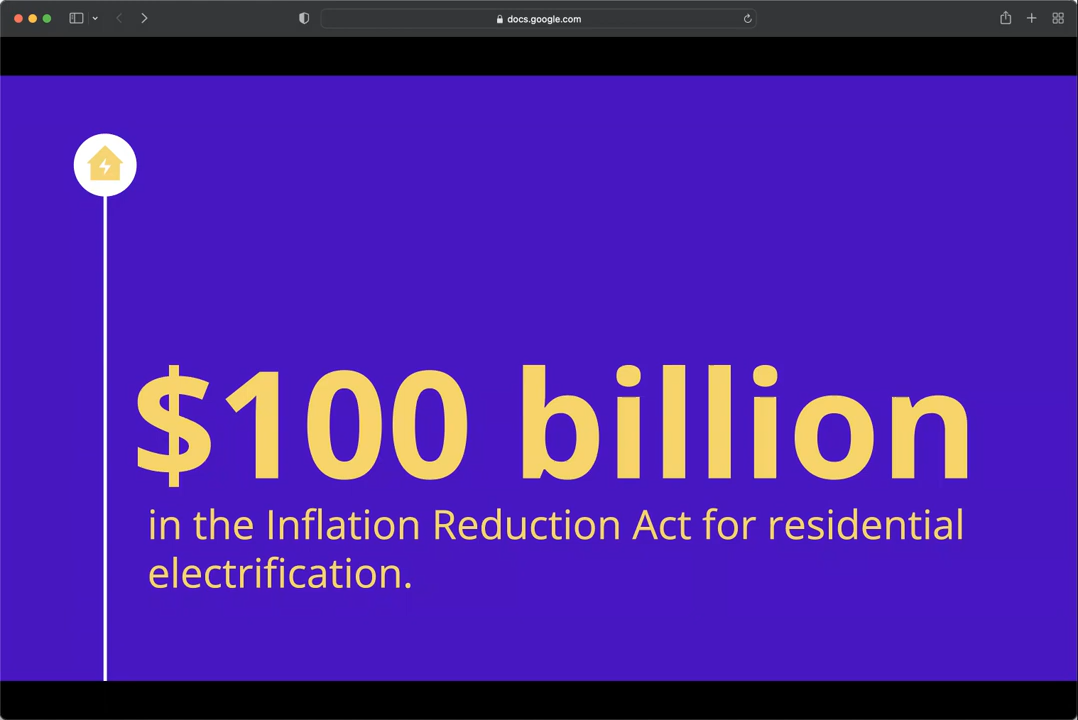 docs.google.com
$100 billion
in the Inflation Reduction Act for residential
electrification.